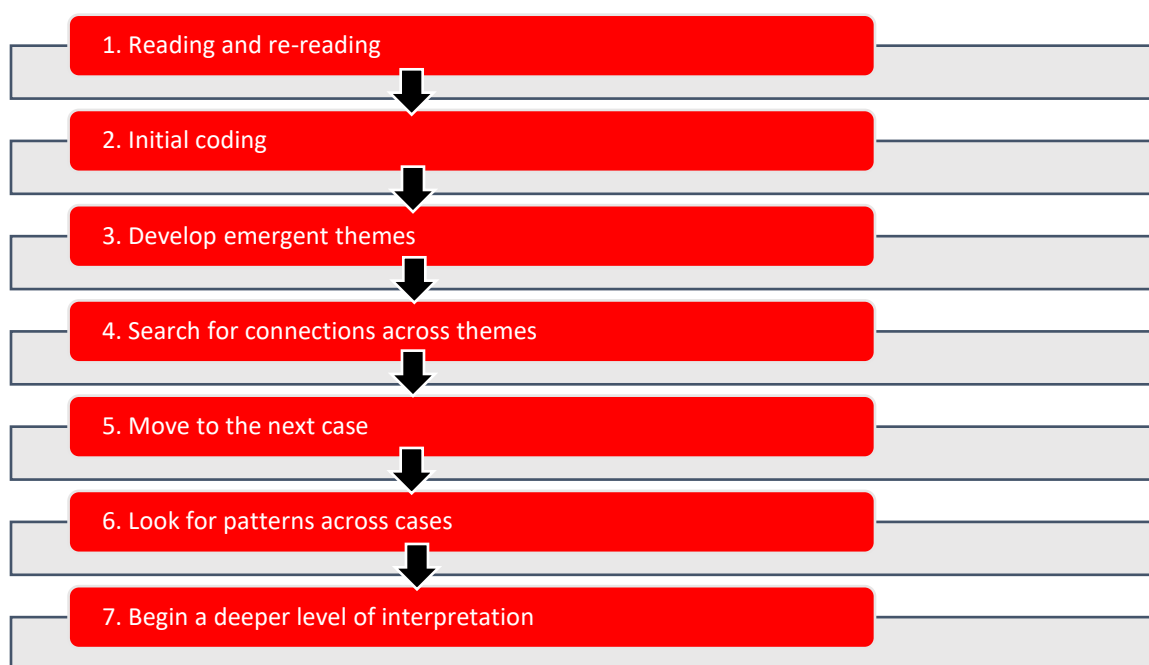 1. Reading and re-reading
2. Initial coding
3. Develop emergent themes
4. Search for connections across themes
5. Move to the next case
6. Look for patterns across cases
7. Begin a deeper level of interpretation